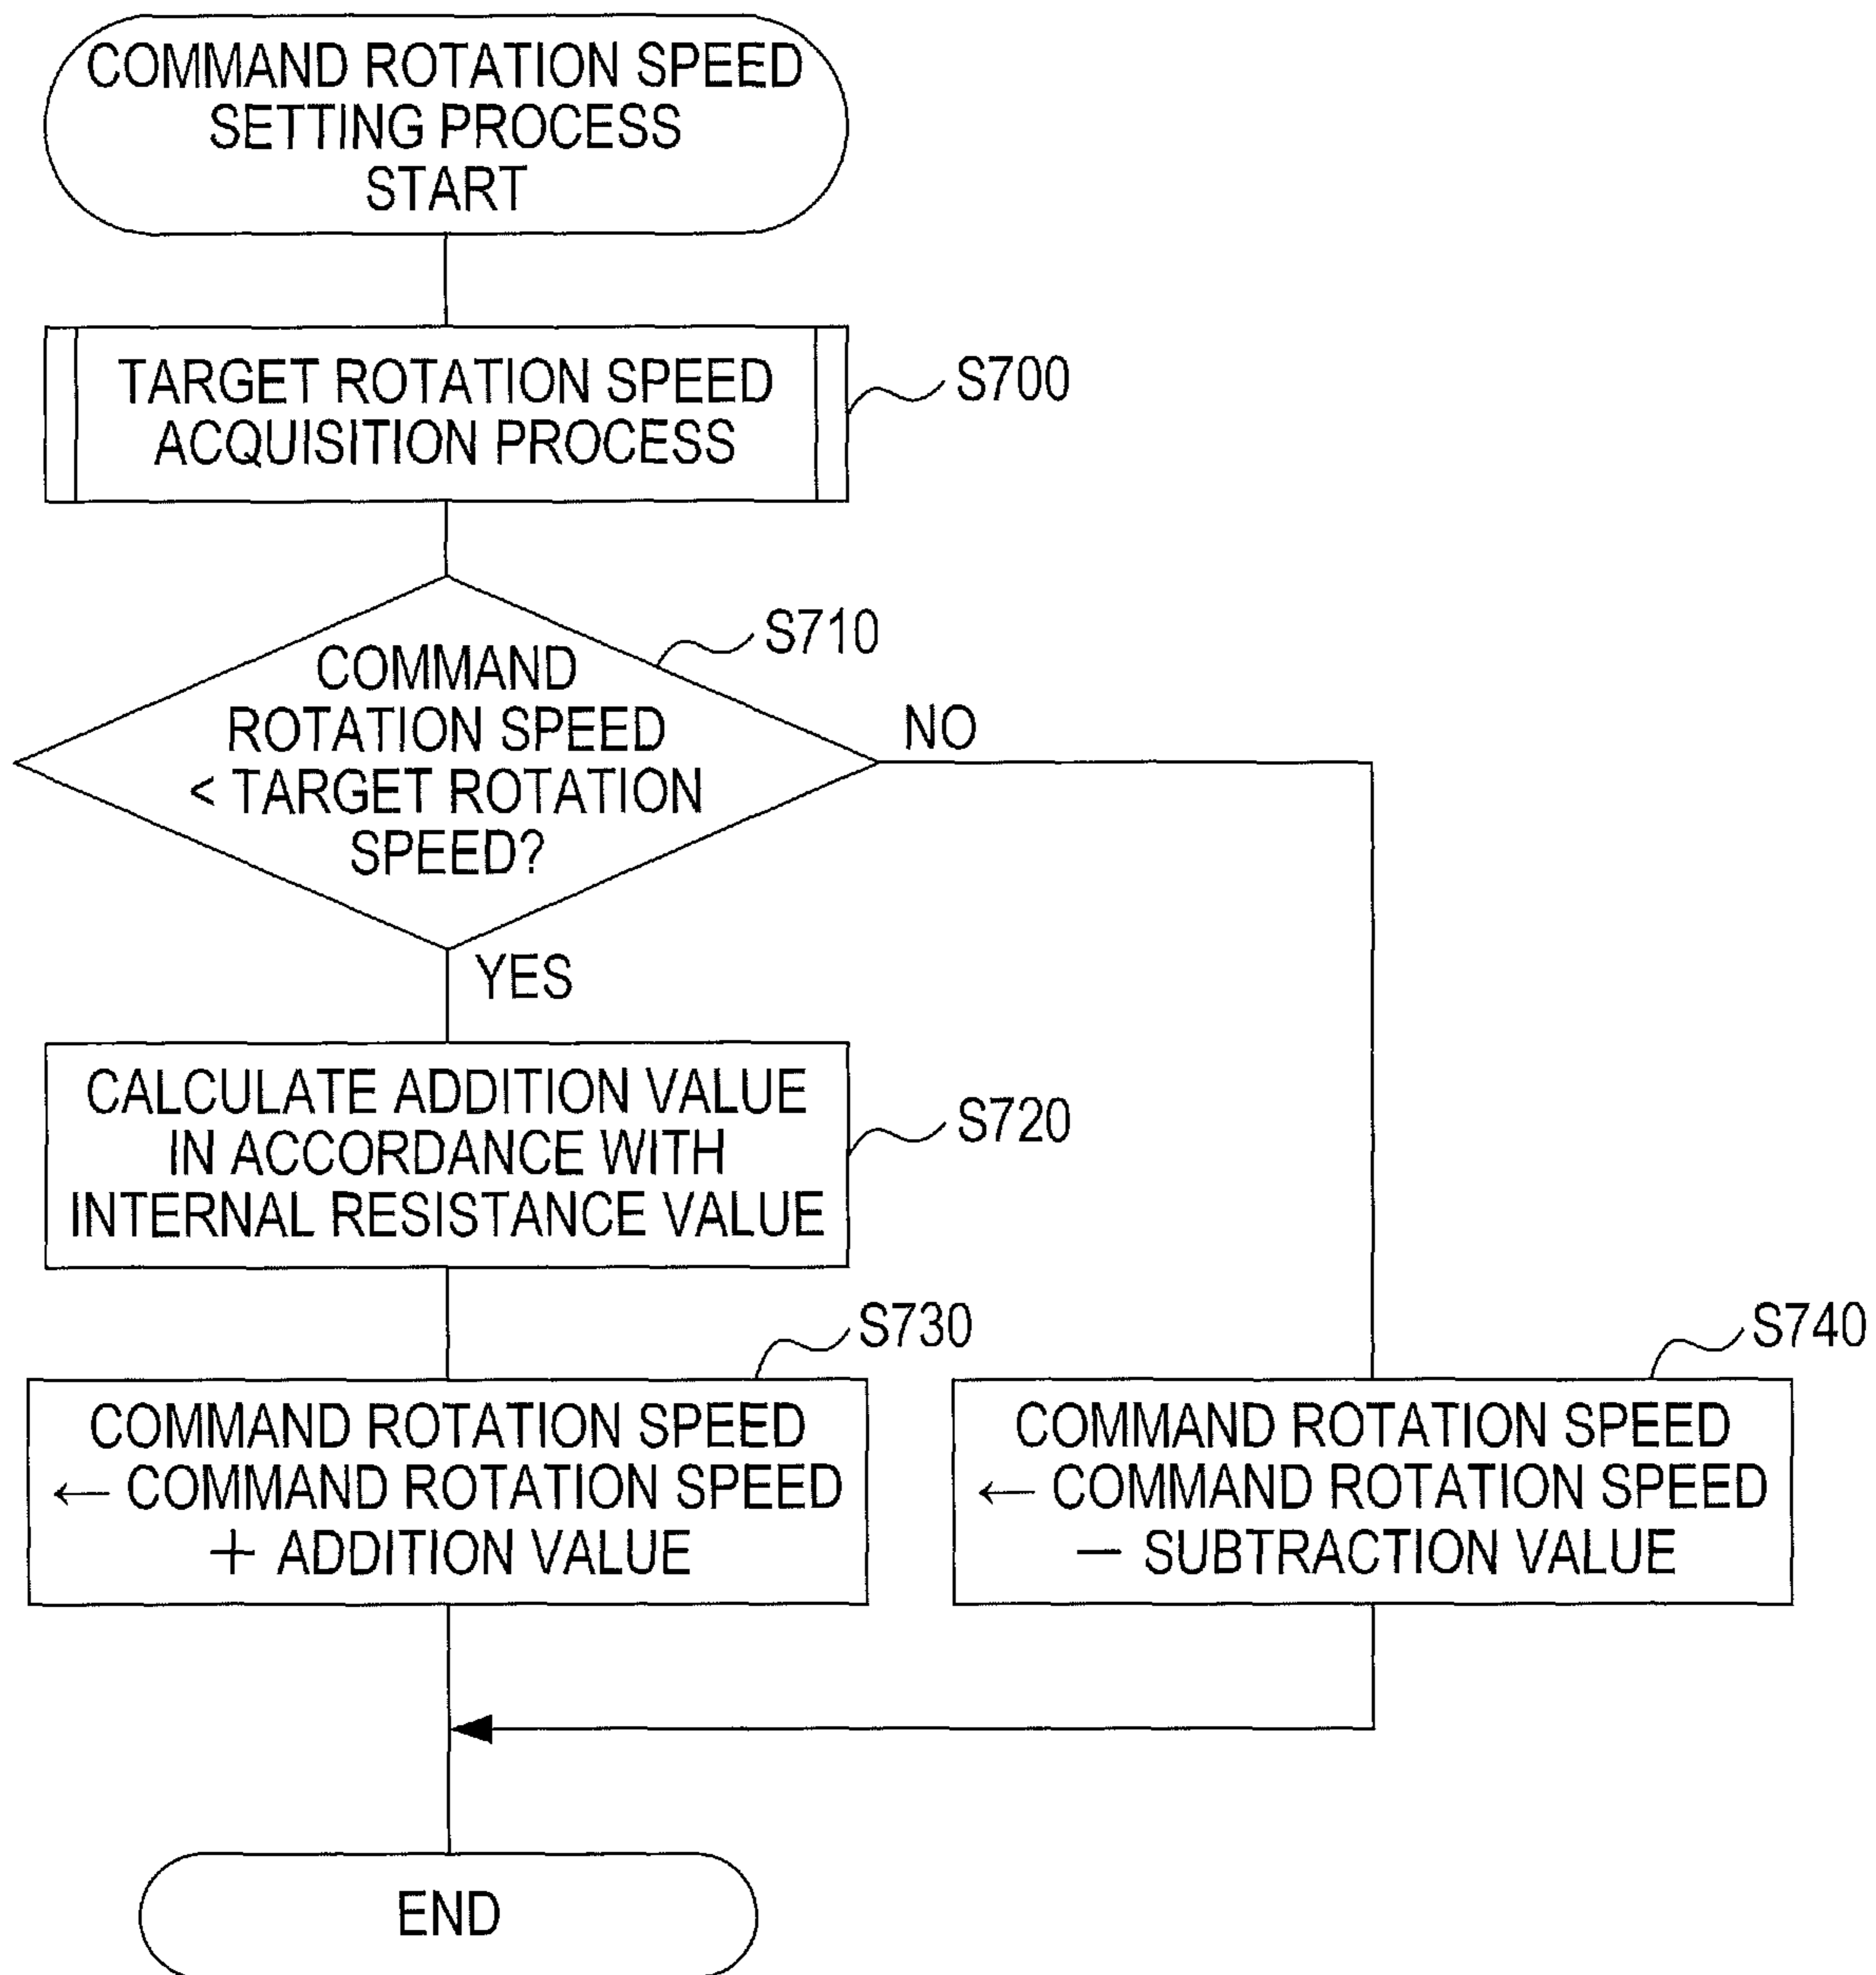 COMMAND ROTATION SPEED
SETTING PROCESS
START
TARGET ROTATION SPEED
ACQUISITION PROCESS
S700
COMMAND
ROTATION SPEED
< TARGET ROTATION
SPEED?
S710
NO
YES
CALCULATE ADDITION VALUE
IN ACCORDANCE WITH
INTERNAL RESISTANCE VALUE
S720
S730
COMMAND ROTATION SPEED
← COMMAND ROTATION SPEED
+ ADDITION VALUE
S740
COMMAND ROTATION SPEED
← COMMAND ROTATION SPEED
— SUBTRACTION VALUE
END